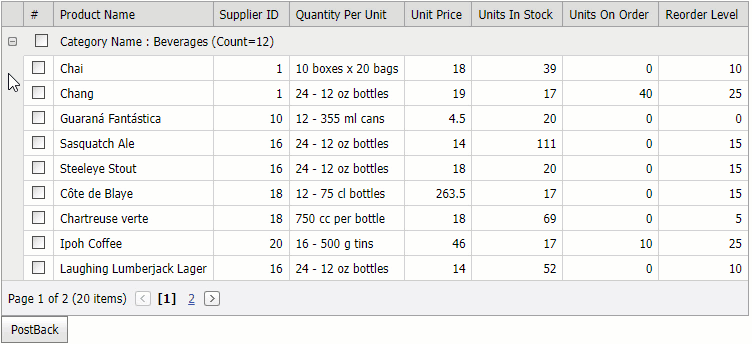 # Product Name Supplier ID Quantity Per Unit Unit Price Units In Stock Units On Order Reorder Level
Category Name : Beverages (Count=12)
Chai 1 10 boxes x 20 bags 18 39 0 10
Chang 1 24 - 12 oz bottles 19 17 40 25
Guaraná Fantástica 10 12 - 355 ml cans 4.5 20 0 0
Sasquatch Ale 16 24 - 12 oz bottles 14 111 0 15
Steeleye Stout 16 24 - 12 oz bottles 18 20 0 15
Côte de Blaye 18 12 - 75 cl bottles 263.5 17 0 15
Chartreuse verte 18 750 cc per bottle 18 69 0 5
Ipoh Coffee 20 16 - 500 g tins 46 17 10 25
Laughing Lumberjack Lager 16 24 - 12 oz bottles 14 52 0 10
Page 1 of 2 (20 items) < [1] 2 >
PostBack